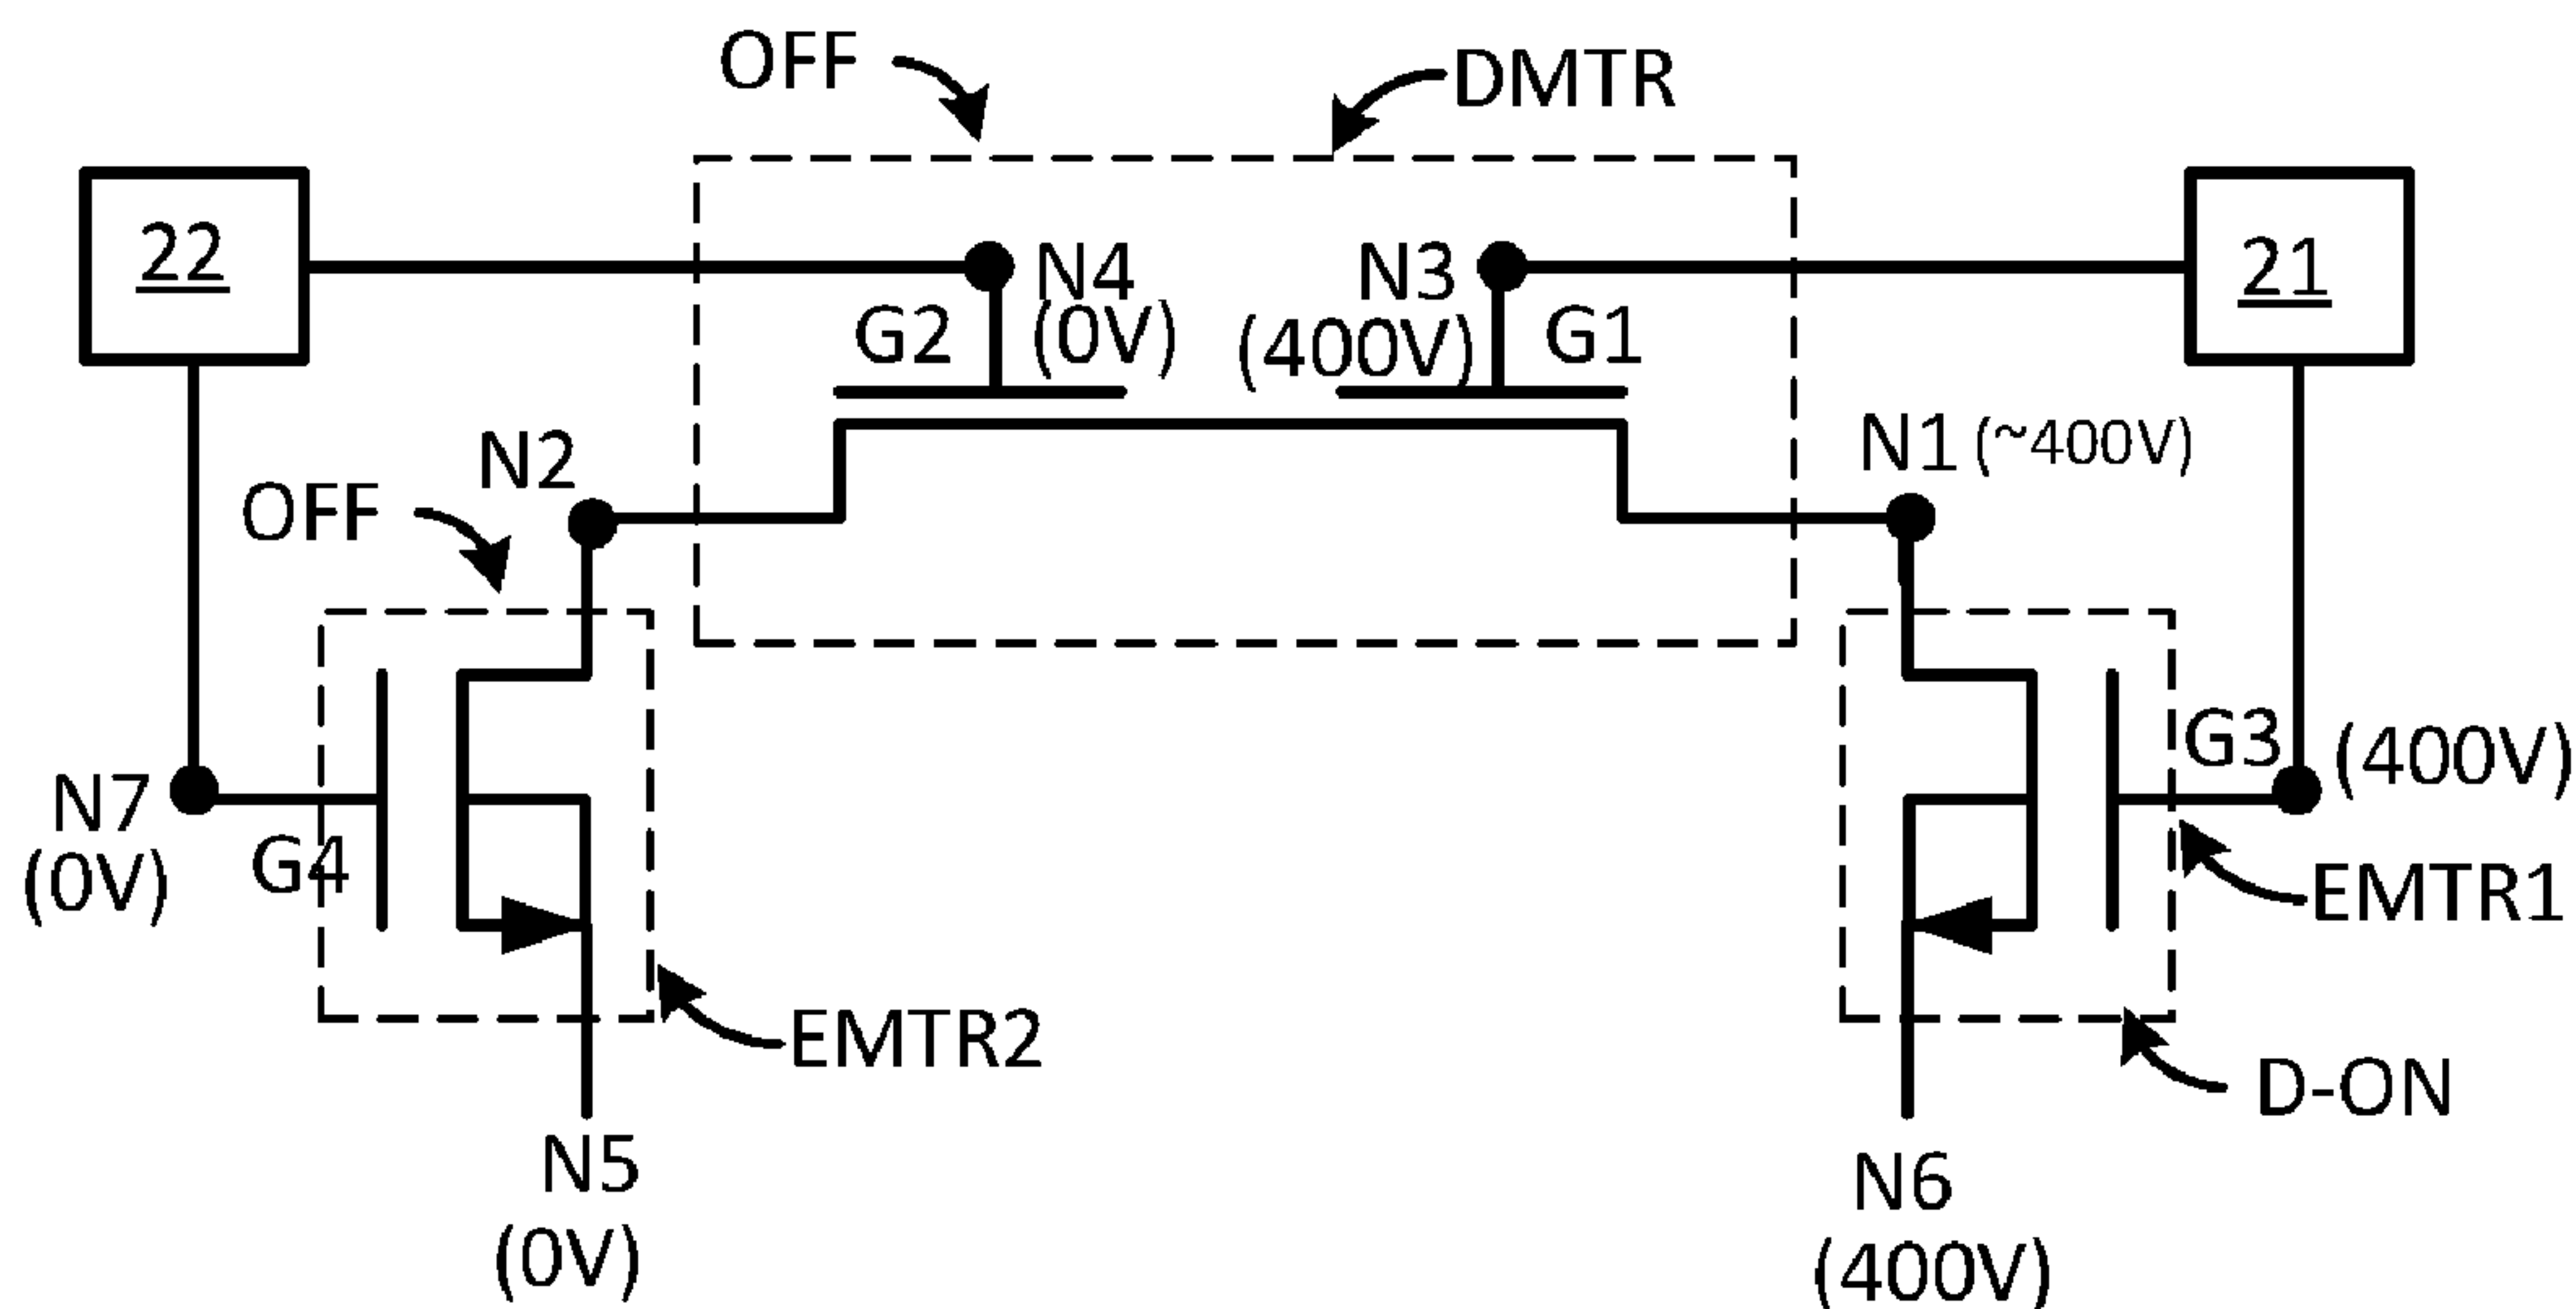 OFF
DMTR
22
N4
(0V)
G2
N3
(400V)
G1
21
N2
N1 (~400V)
OFF
N7
(0V)
G4
G3
(400V)
EMTR1
EMTR2
D-ON
N5
(0V)
N6
(400V)